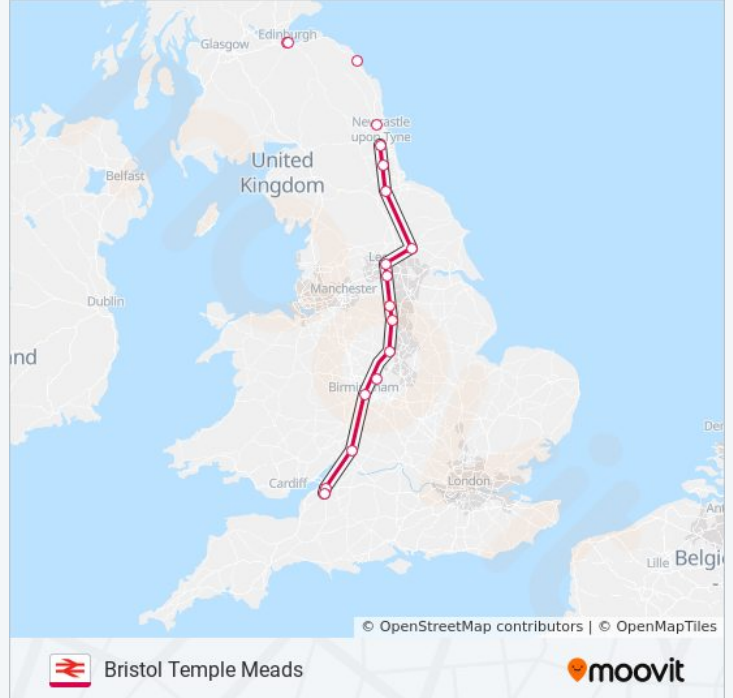 Edinburgh
Glasgow
Newcastle
upon Tyne
United
Kingdom
Belfast
Manchester
Dublin
Birmingham
Cardiff
London
Lille
Belgi
-
© OpenStreetMap contributors | © OpenMapTiles
Bristol Temple Meads
moovit